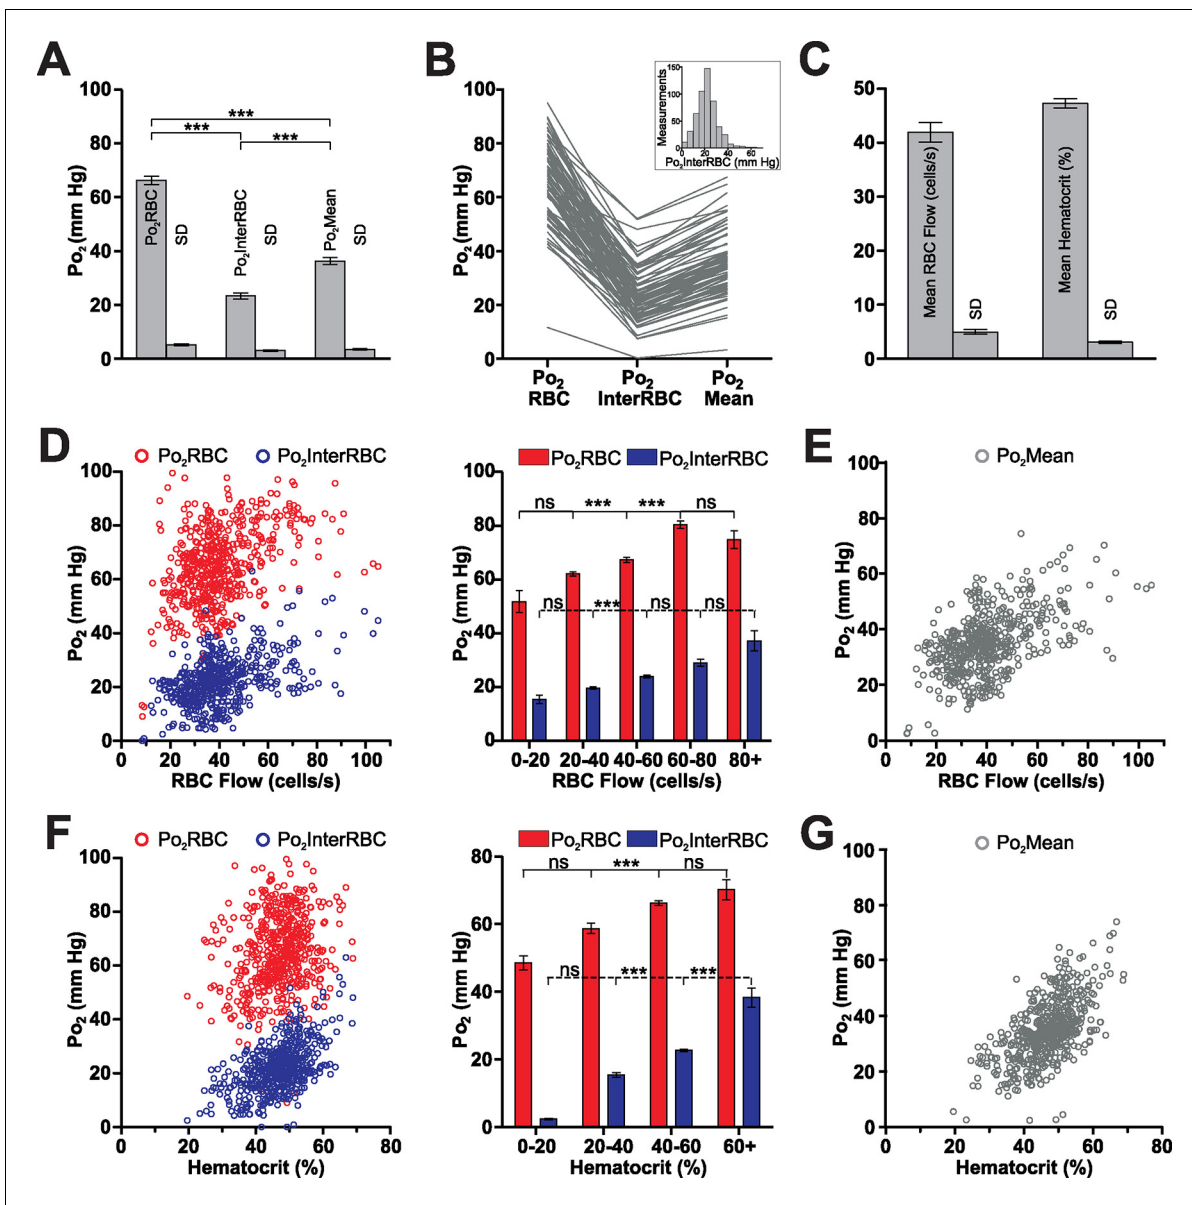 A
Po2 (mm Hg)
100
80
60
40
20
0
***
***
***
Po2RBC
SD
Po2InterRBC
SD
Po2Mean
SD
B
Po2 (mm Hg)
100
80
60
40
20
0
Po2 RBC
Po2 InterRBC
Po2 Mean
Measurements
150
100
50
0
0 20 40 60
Po2InterRBC (mm Hg)
C
50
40
30
20
10
0
Mean RBC Flow (cells/s)
SD
Mean Hematocrit (%)
SD
D
Po2RBC Po2InterRBC
Po2 (mm Hg)
100
80
60
40
20
0
0 20 40 60 80 100
RBC Flow (cells/s)
Po2RBC Po2InterRBC
Po2 (mm Hg)
100
80
60
40
20
0
ns *** *** ns
ns *** ns ns
0-20 20-40 40-60 60-80 80+
RBC Flow (cells/s)
E
Po2Mean
Po2 (mm Hg)
100
80
60
40
20
0
0 20 40 60 80 100
RBC Flow (cells/s)
F
Po2RBC Po2InterRBC
Po2 (mm Hg)
100
80
60
40
20
0
0 20 40 60 80
Hematocrit (%)
Po2RBC Po2InterRBC
Po2 (mm Hg)
80
60
40
20
0
ns *** ns
ns *** ***
0-20 20-40 40-60 60+
Hematocrit (%)
G
Po2Mean
Po2 (mm Hg)
100
80
60
40
20
0
0 20 40 60 80
Hematocrit (%)